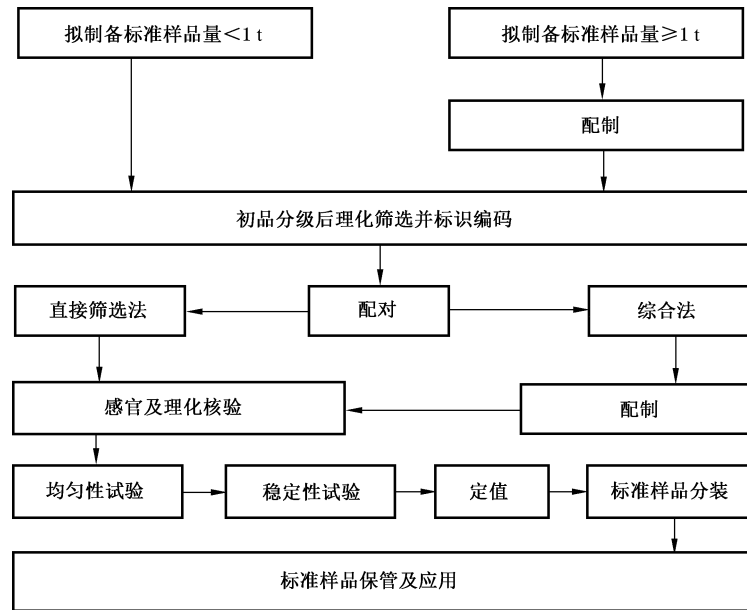 拟制备标准样品量<1 t
拟制备标准样品量≥1 t
配制
初品分级后理化筛选并标识编码
直接筛选法
配对
综合法
感官及理化核验
配制
均匀性试验
稳定性试验
定值
标准样品分装
标准样品保管及应用